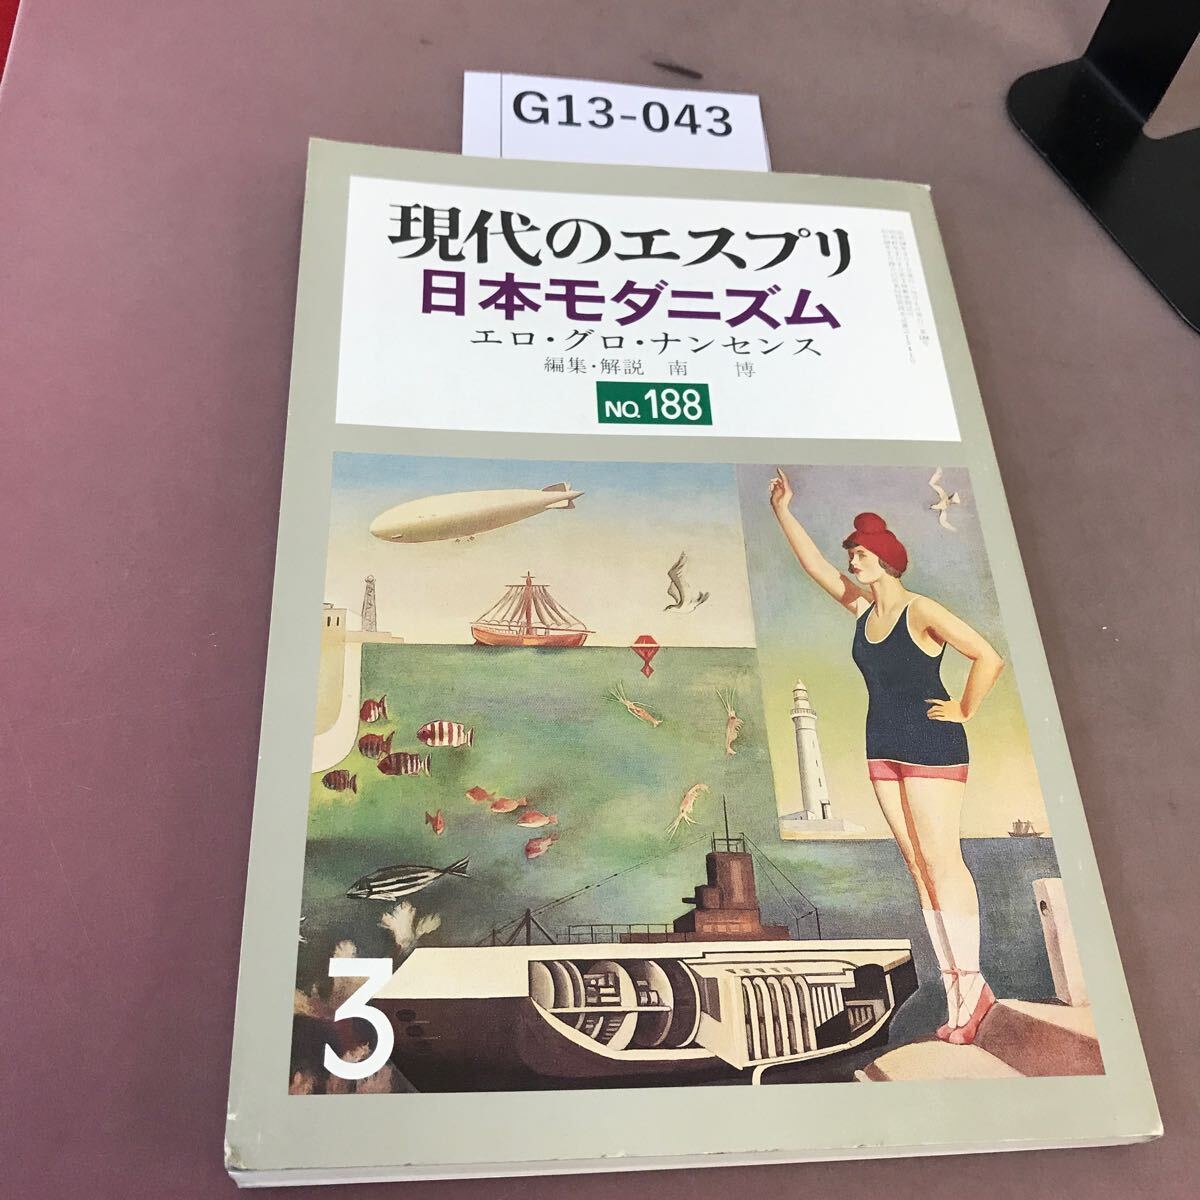 G13-043
現代のエスプリ
日本モダニズム
エロ・グロ・ナンセンス
編集・解説 南 博
NO.188
3